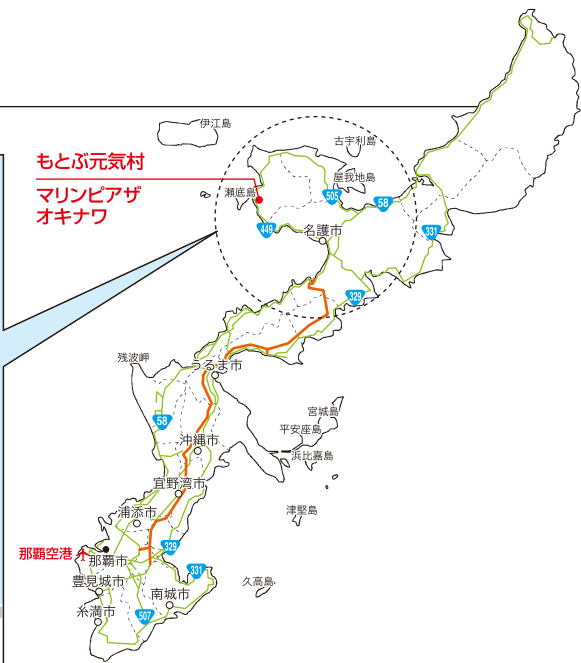 伊江島
古宇利島
もとぶ元気村
屋我地島
瀬底島
マリンピアザ
オキナワ
505
58
449
名護市
331
329
残波岬
うるま市
宮城島
58
平安座島
沖縄市
浜比嘉島
宜野湾市
津堅島
浦添市
329
那覇空港
那覇市
331
豊見城市
久高島
南城市
糸満市
507